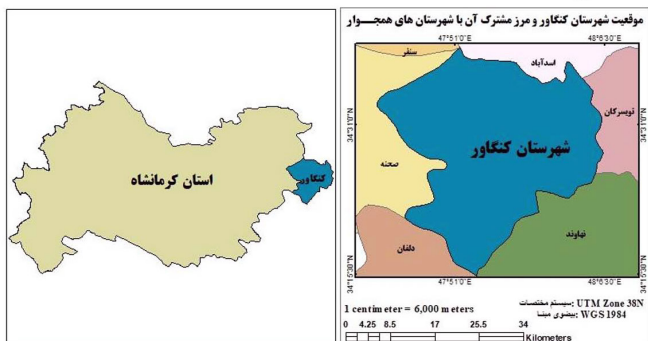 استان کرمانشاه
کنگاور
موقعیت شهرستان کنگاور و مرز مشترک آن با شهرستان های همجـــوار
47°51'0"E
48°6'30"E
سنقر
اسدآباد
تویسرکان
34°31'0"N
34°31'0"N
شهرستان کنگاور
صحنه
نهاوند
دلفان
34°15'30"N
34°15'30"N
47°51'0"E
48°6'30"E
سیستم مختصات: UTM Zone 38N
بیضوی مبنـا: WGS 1984
1 centimeter = 6,000 meters
0 4.25 8.5 17 25.5 34
Kilometers